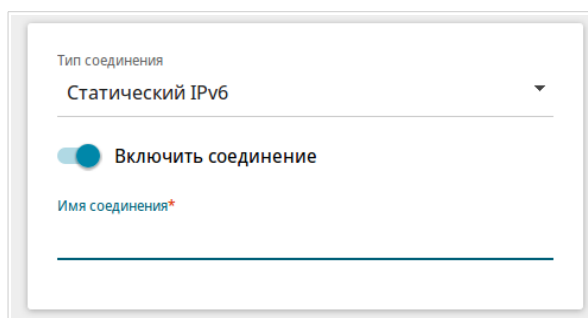 Тип соединения
Статический IPv6
Включить соединение
Имя соединения*